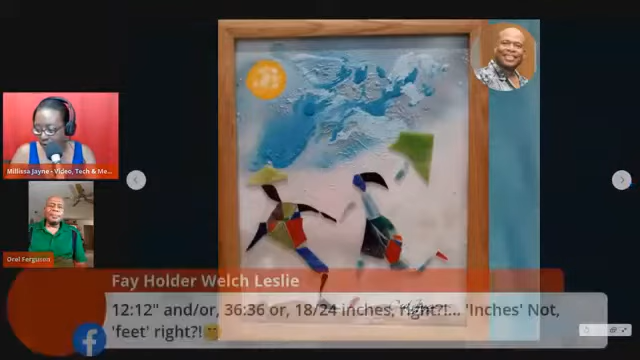 Millissa Jayne - Video, Tech & Me...
Orel Ferguson
Fay Holder Welch Leslie
12:12" and/or, 36:36 or, 18/24 inches, right?!... 'Inches' Not,
'feet' right?!